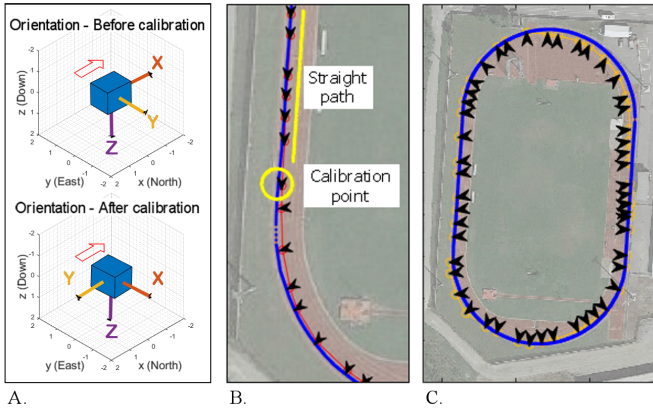 Orientation - Before calibration
-2
-1
0
1
2
z (Down)
X
Y
Z
2
1
0
-1
-2
2
1
0
-1
-2
y (East)
x (North)
Orientation - After calibration
-2
-1
0
1
2
z (Down)
Y
X
Z
2
1
0
-1
-2
2
1
0
-1
-2
y (East)
x (North)
A.
Straight
path
Calibration
point
B.
C.